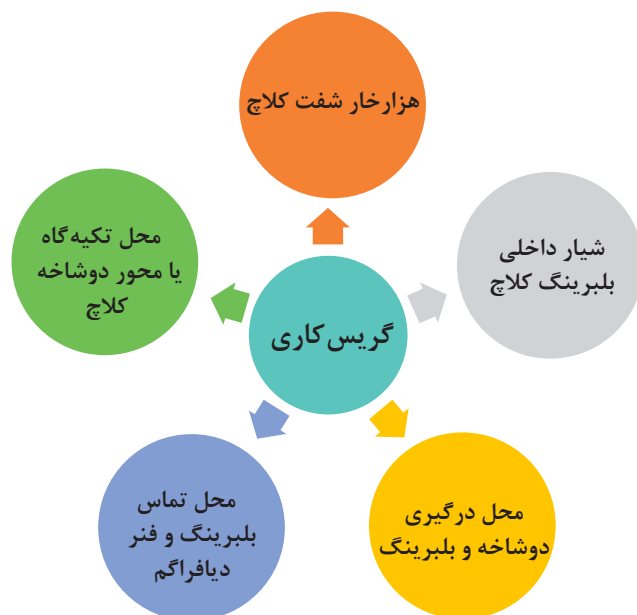 هزارخار شفت کلاچ
شیار داخلی
بلبرینگ کلاچ
محل تکیه‌گاه
یا محور دوشاخه
کلاچ
گریس‌کاری
محل درگیری
دوشاخه و بلبرینگ
محل تماس
بلبرینگ و فنر
دیافراگم